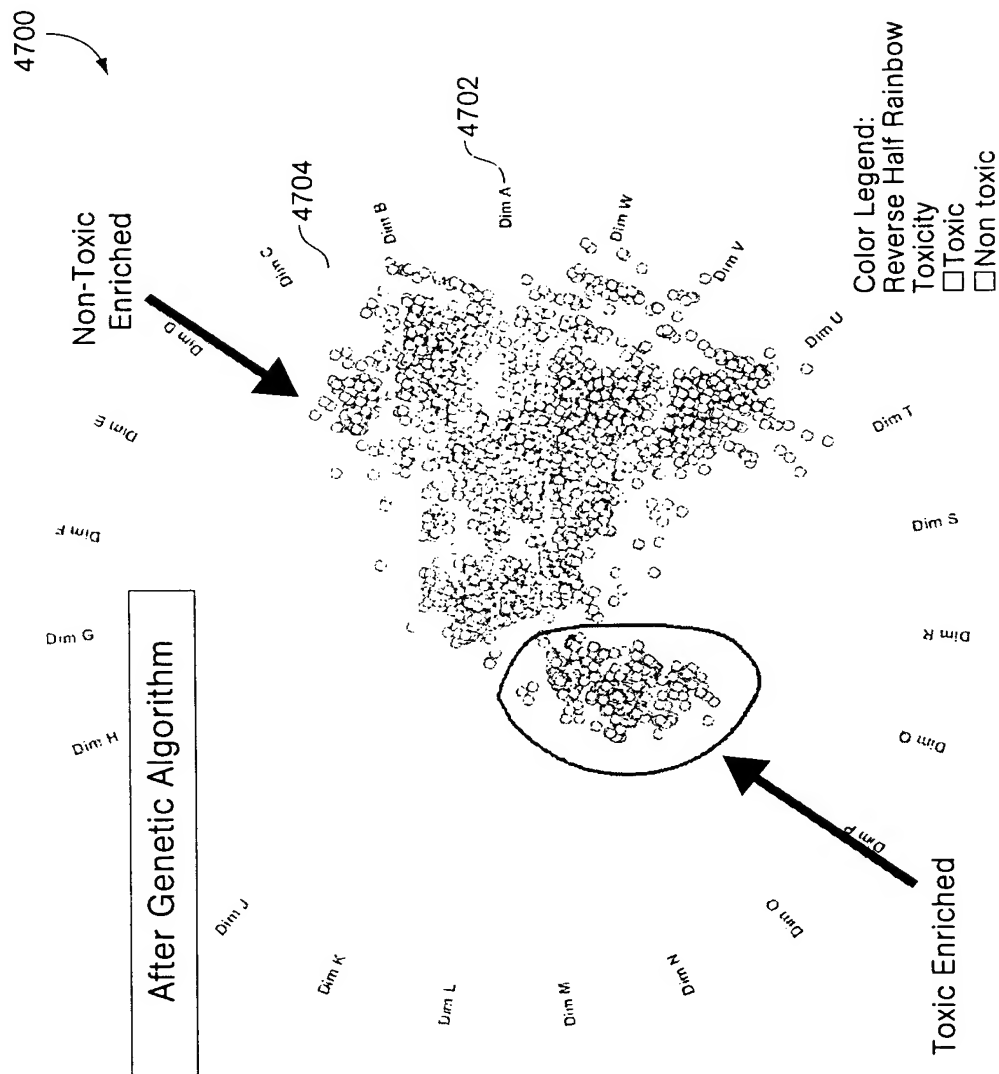 4700
After Genetic Algorithm
Non-Toxic
Enriched
4704
4702
Dim A
Dim B
Dim C
Dim D
Dim E
Dim F
Dim G
Dim H
Dim J
Dim K
Dim L
Dim M
Dim N
Dim O
Dim P
Dim Q
Dim R
Dim S
Dim T
Dim U
Dim V
Dim W
Toxic Enriched
Color Legend:
Reverse Half Rainbow
Toxicity
Toxic
Non toxic